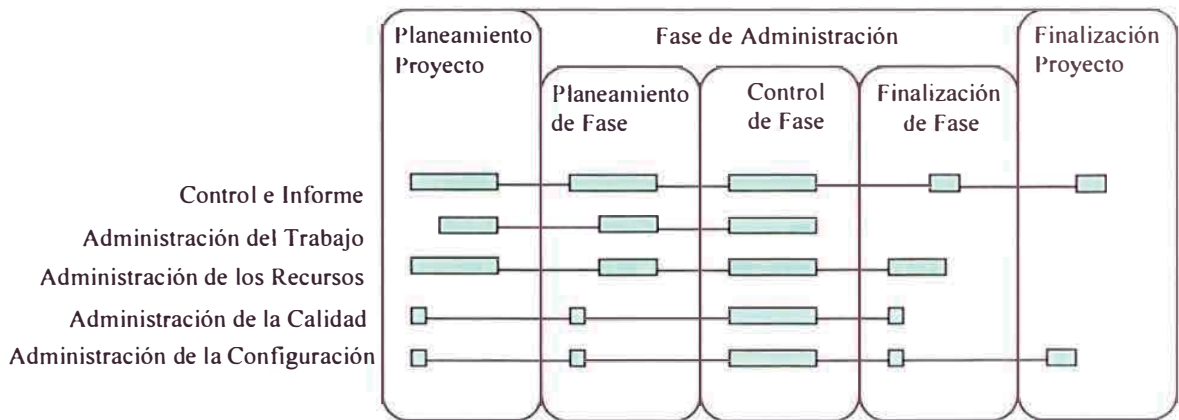 Planeamiento
Proyecto
Fase de Administración
Finalización
Proyecto
Planeamiento
de Fase
Control
de Fase
Finalización
de Fase
Control e Informe
Administración del Trabajo
Administración de los Recursos
Administración de la Calidad
Administración de la Configuración